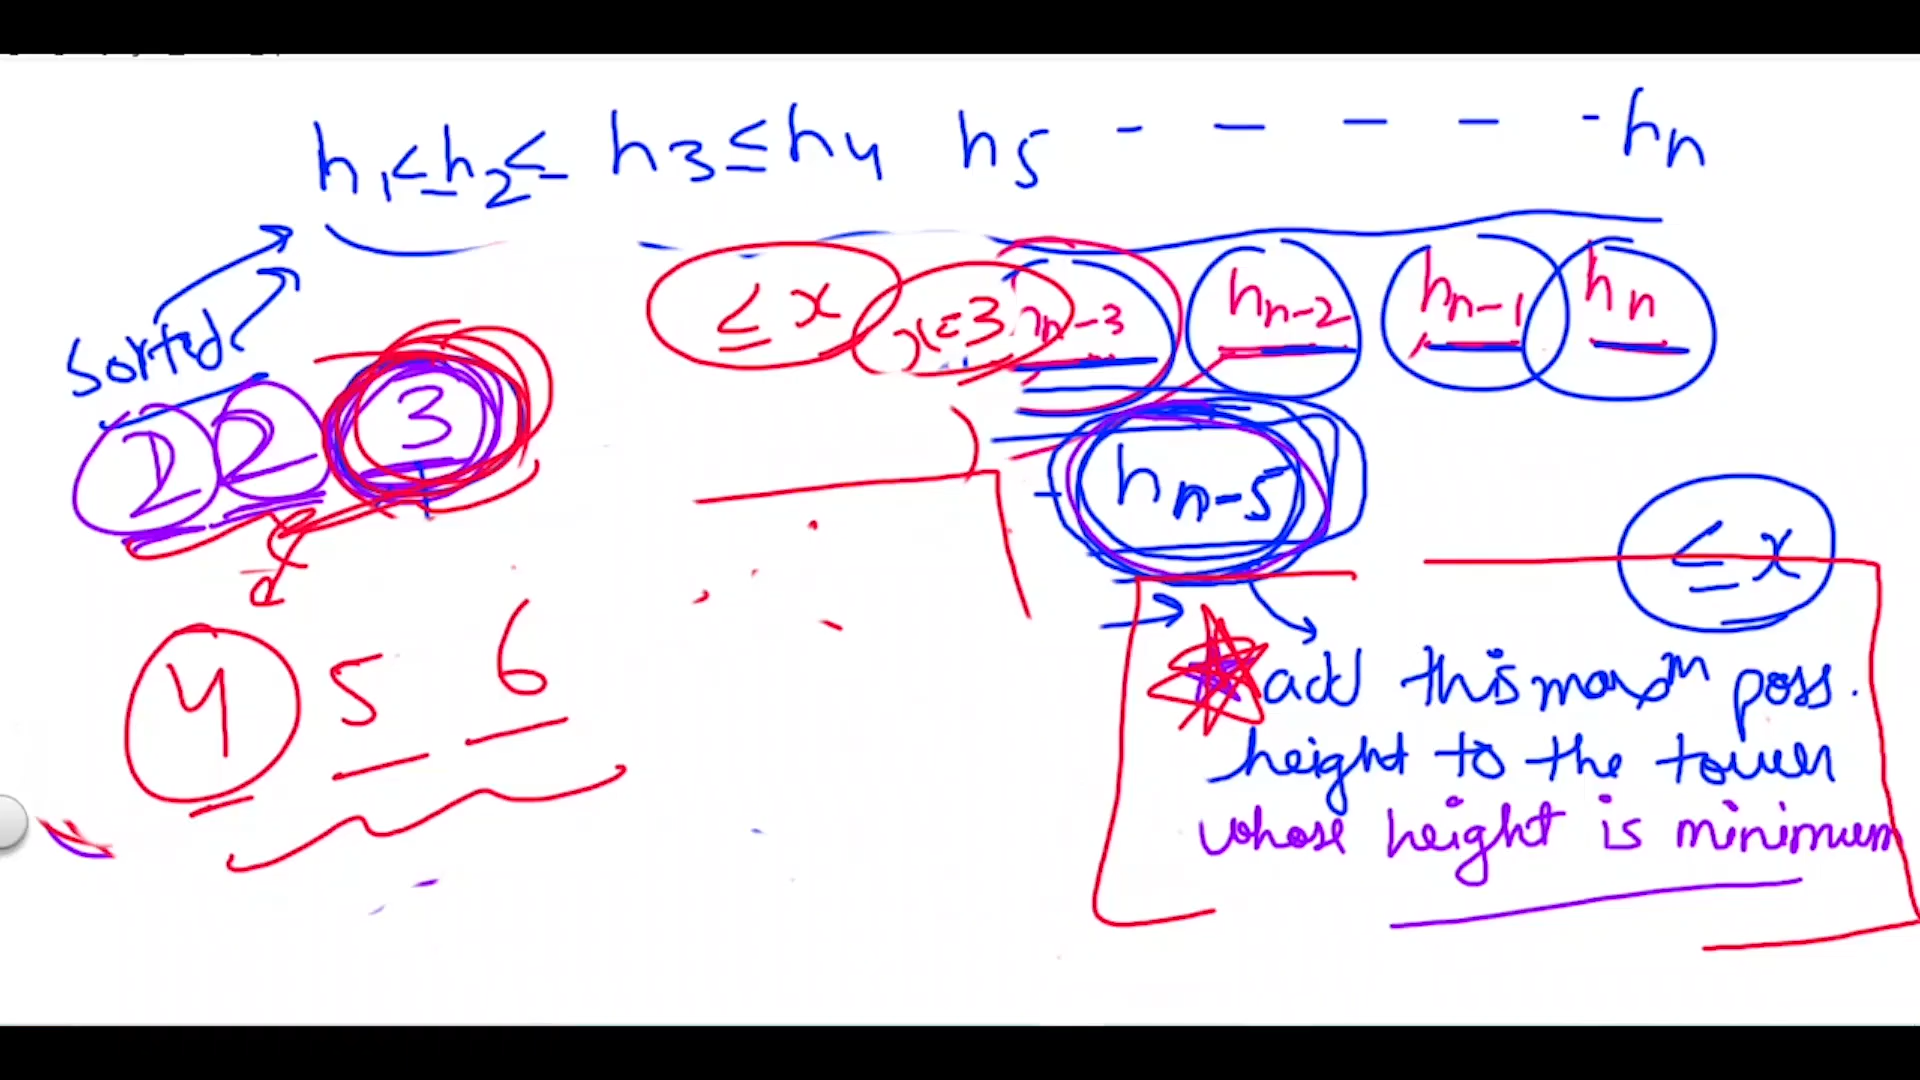 h1 ≤ h2 ≤ h3 ≤ h4 h5 - - - - - hn
Sorted
≤ x x=3 hn-3 hn-2 hn-1 hn
1 2 3
hn-5
≤ x
4 5 6
add this maxm poss.
height to the tower
whose height is minimum